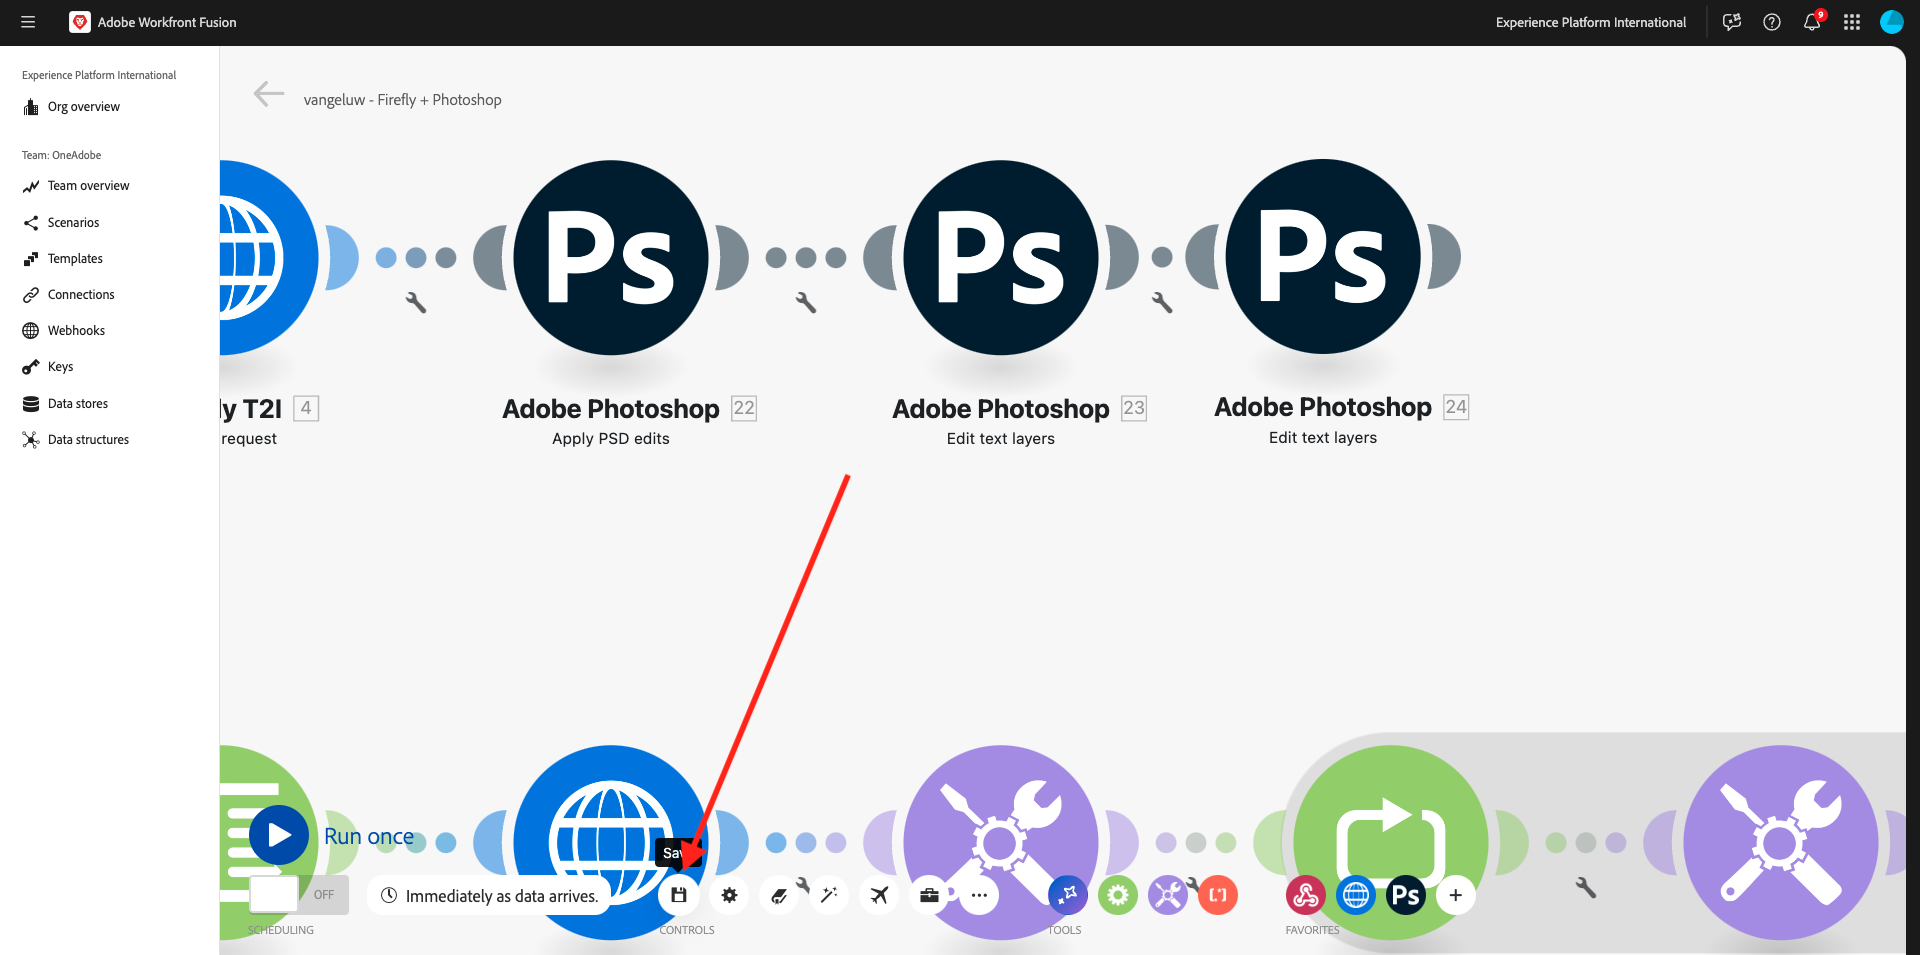 Adobe Workfront Fusion
Experience Platform International
9
Experience Platform International
Org overview
Team: OneAdobe
Team overview
Scenarios
Templates
Connections
Webhooks
Keys
Data stores
Data structures
vangeluw - Firefly + Photoshop
Ps
Ps
Ps
ly T2I 4
request
Adobe Photoshop 22
Apply PSD edits
Adobe Photoshop 23
Edit text layers
Adobe Photoshop 24
Edit text layers
Run once
Sav
OFF
Immediately as data arrives.
Ps
SCHEDULING
CONTROLS
TOOLS
FAVORITES